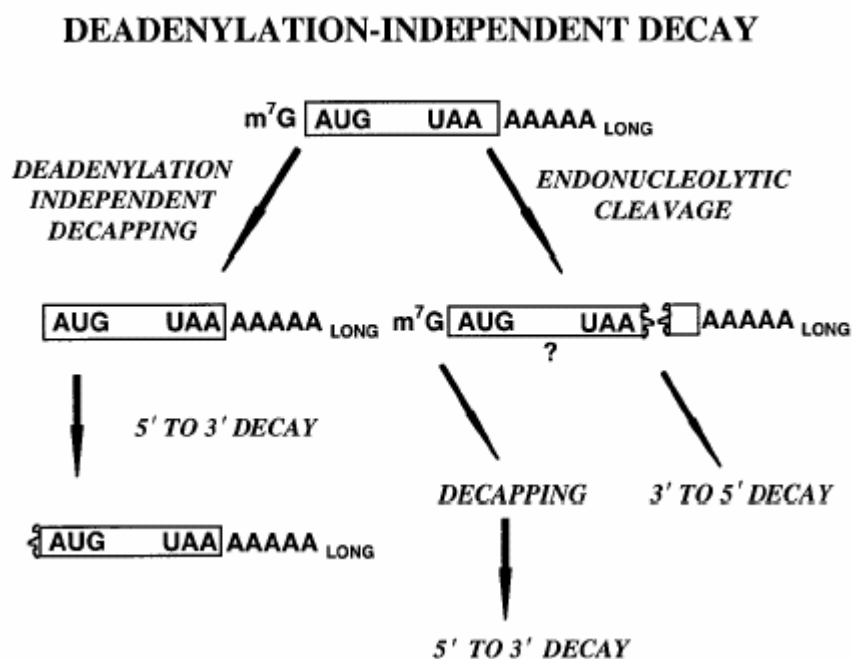 DEADENYLATION-INDEPENDENT DECAY
m⁷G AUG UAA AAAAA LONG
DEADENYLATION
INDEPENDENT
DECAPPING
ENDONUCLEOLYTIC
CLEAVAGE
AUG UAA AAAAA LONG
m⁷G AUG UAA AAAAA LONG
?
5' TO 3' DECAY
DECAPPING
3' TO 5' DECAY
AUG UAA AAAAA LONG
5' TO 3' DECAY